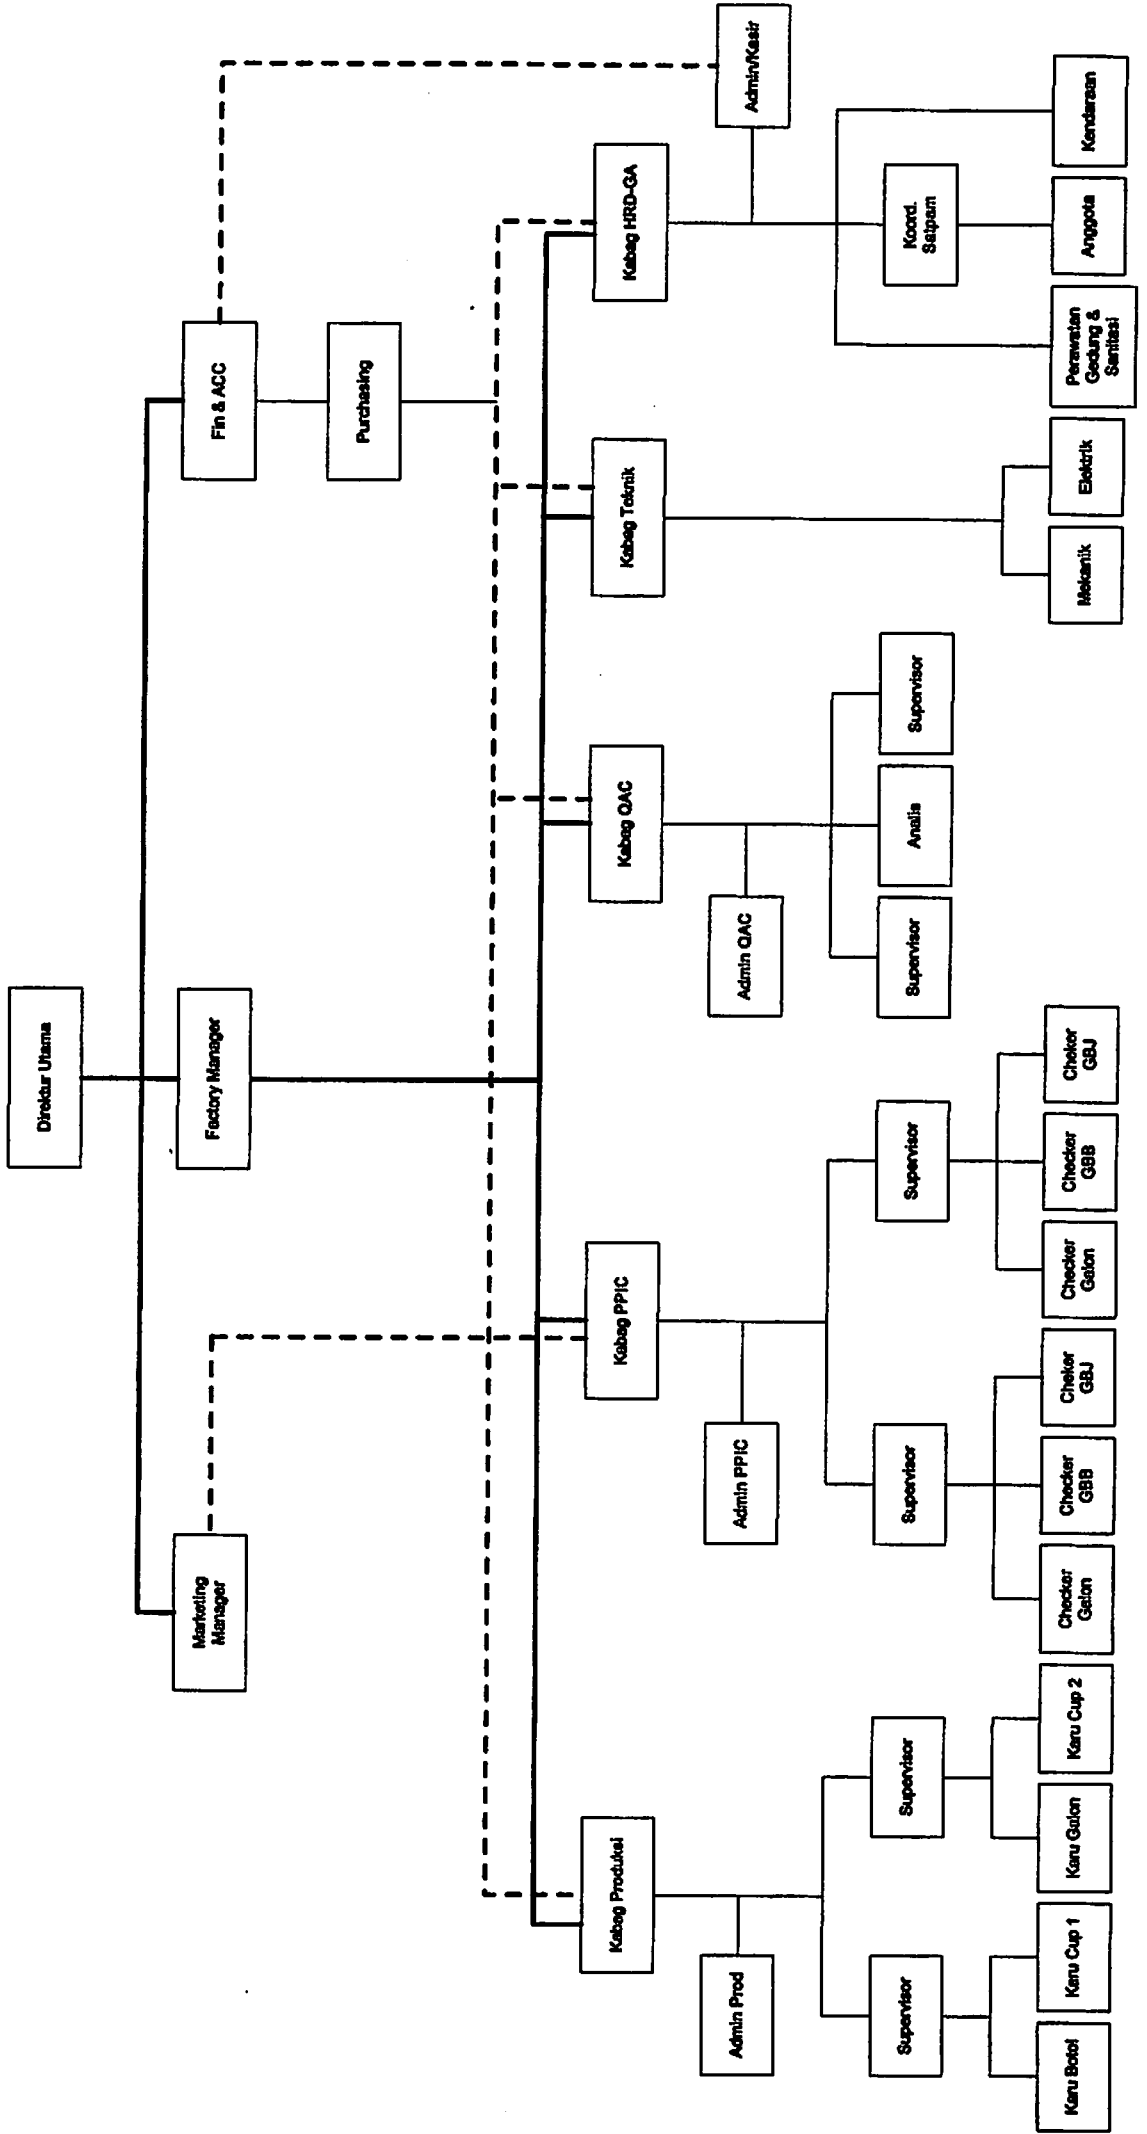 Direktur Utama
Marketing
Manager
Factory Manager
Fin & ACC
Purchasing
Kabag Produksi
Kabag PPIC
Kabag QAC
Kabag Teknik
Kabag HRD-GA
Admin Prod
Admin PPIC
Admin QAC
Admin/Kasir
Supervisor
Supervisor
Supervisor
Supervisor
Supervisor
Analis
Supervisor
Koord.
Satpam
Karu Botol
Karu Cup 1
Karu Galon
Karu Cup 2
Checker
Galon
Checker
GBB
Cheker
GBJ
Checker
Galon
Checker
GBB
Cheker
GBJ
Mekanik
Elektrik
Perawatan
Gedung &
Sanitasi
Anggota
Kendaraan